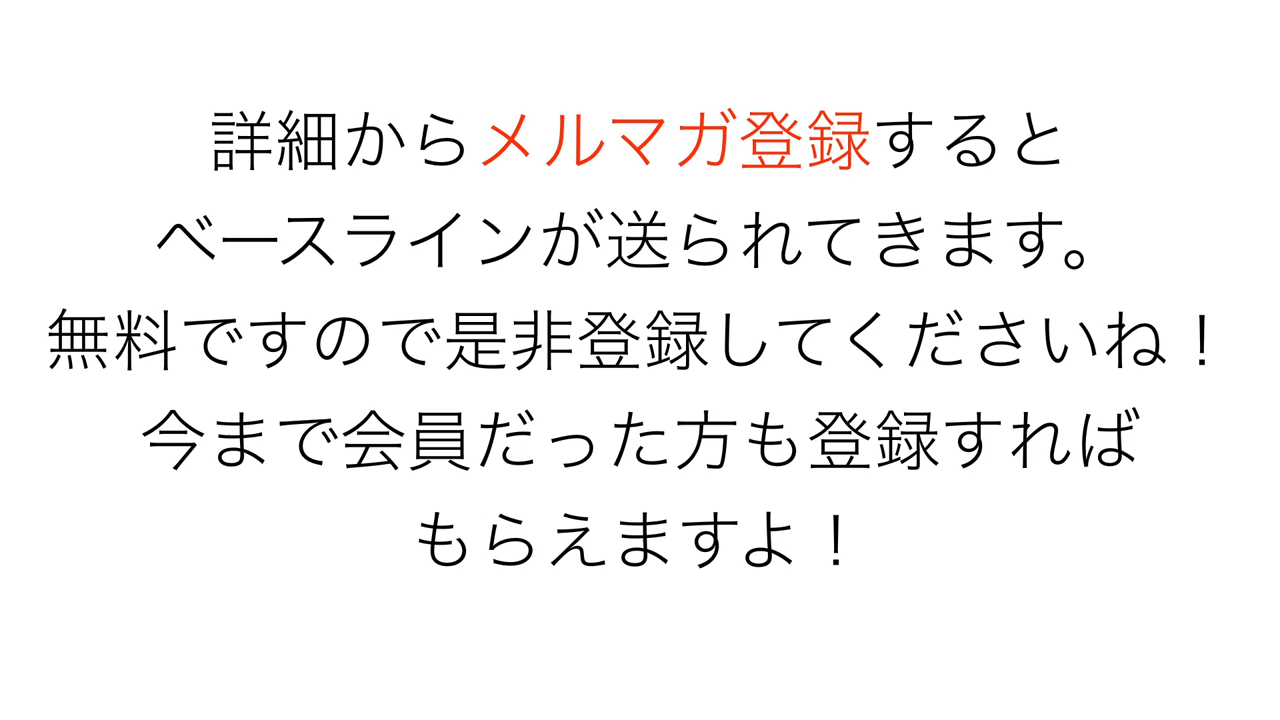 詳細からメルマガ登録すると
ベースラインが送られてきます。
無料ですので是非登録してくださいね！
今まで会員だった方も登録すれば
もらえますよ！